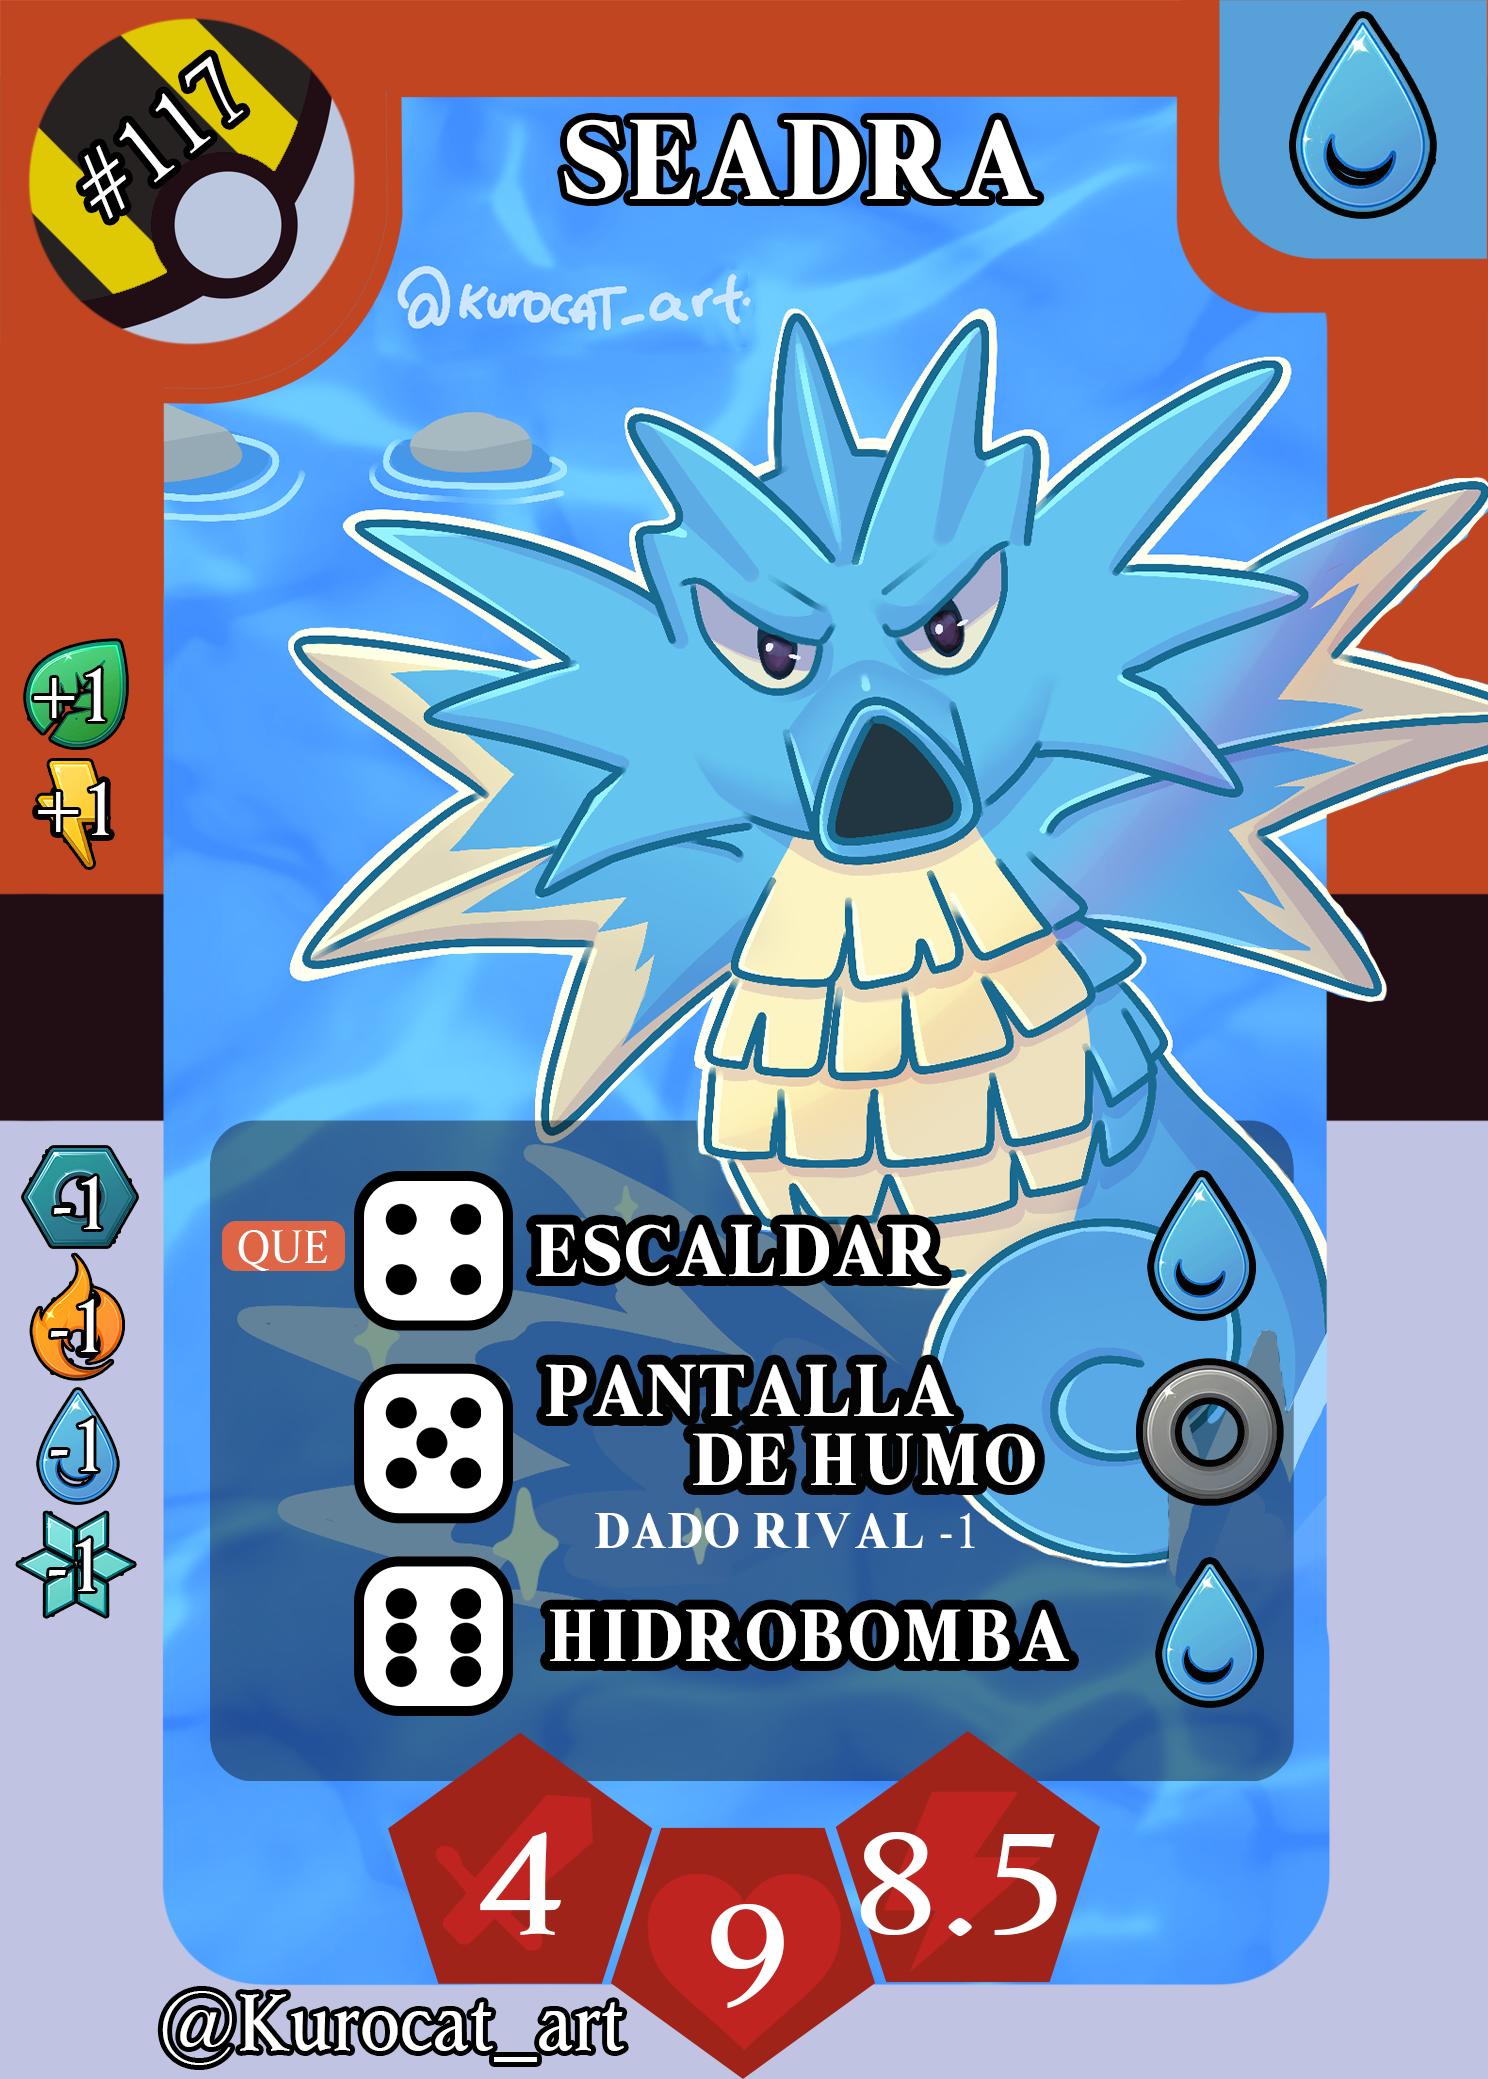 #117
SEADRA
@KUROCAT_art.
+1
+1
-1
-1
-1
-1
QUE
ESCALDAR
PANTALLA
DE HUMO
DADO RIVAL -1
HIDROBOMBA
4
9
8.5
@Kurocat_art